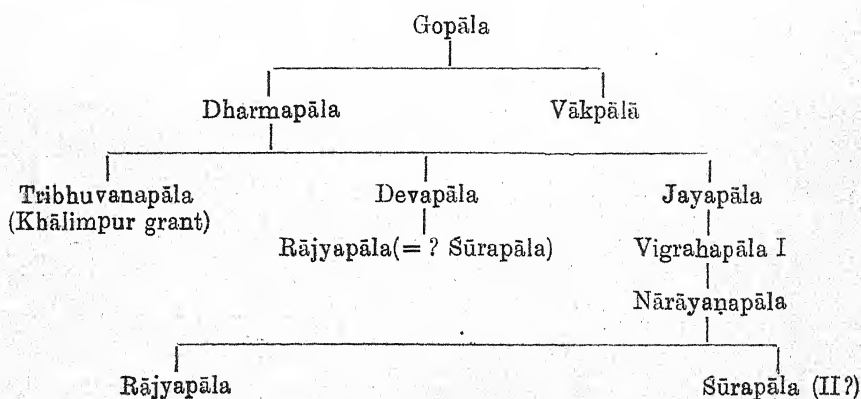 Gopāla
Dharmapāla Vākpālā
Tribhuvanapāla Devapāla Jayapāla
(Khālimpur grant)
Rājyapāla(= ? Śūrapāla) Vigrahapāla I
Nārāyaṇapāla
Rājyapāla Śūrapāla (II?)